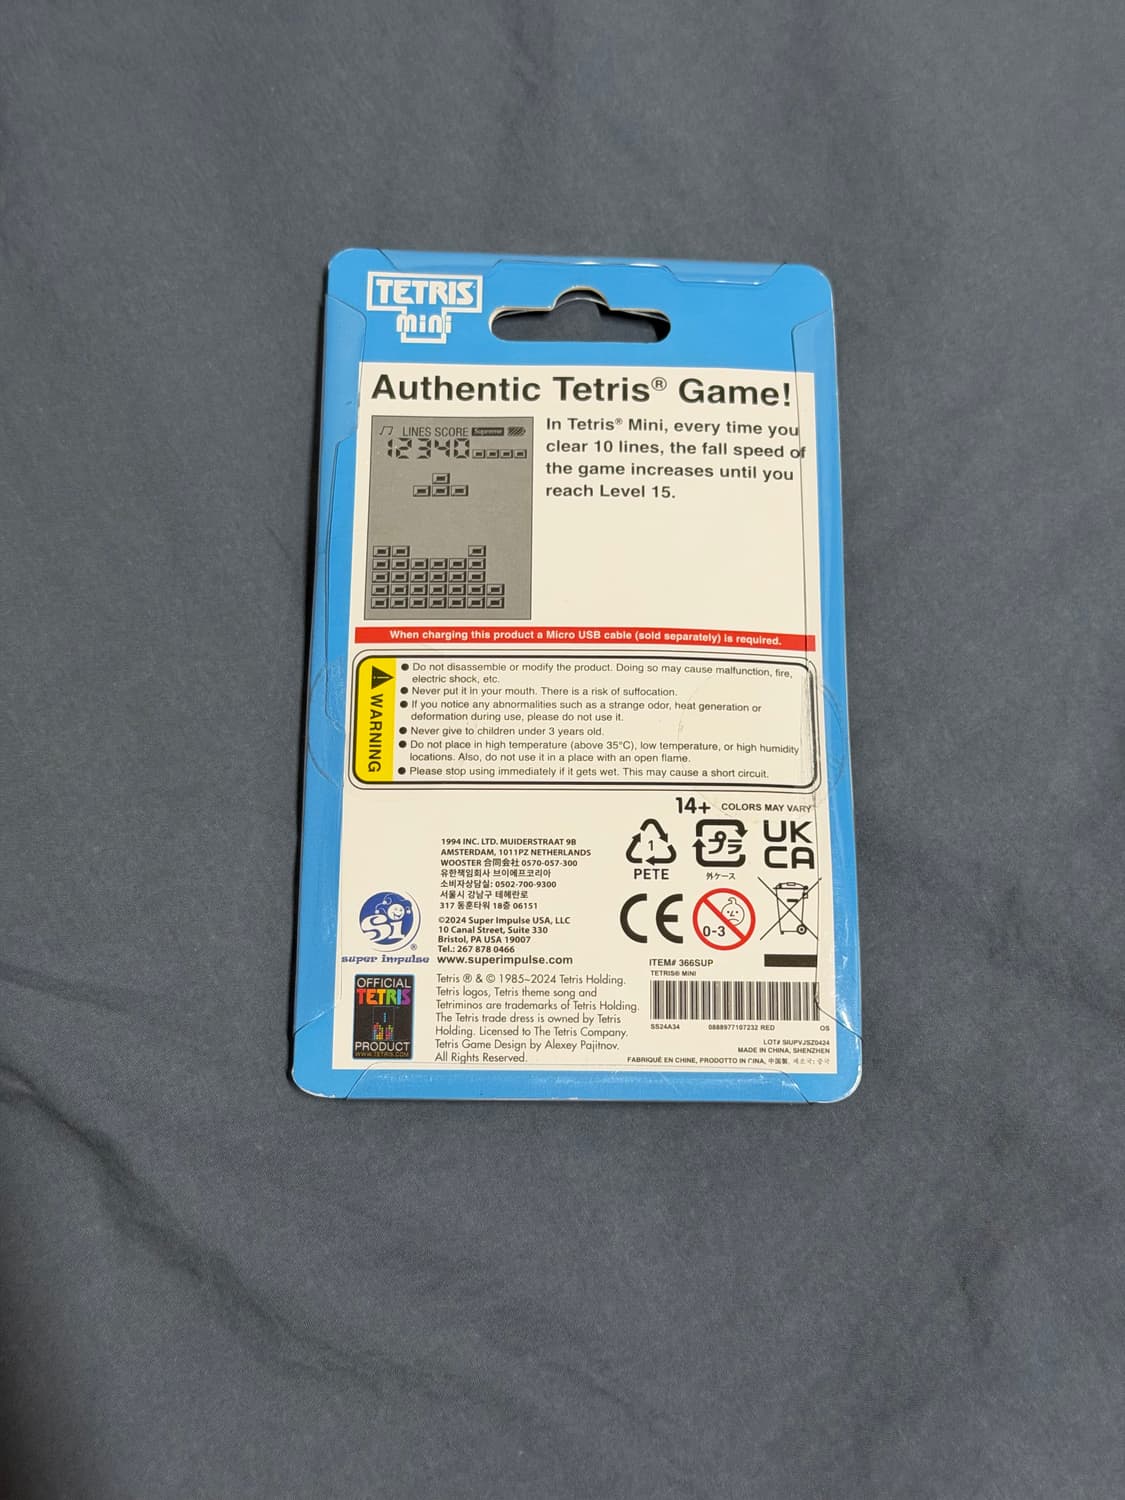 TETRIS
mini
Authentic Tetris® Game!
LINES SCORE Supreme
12340
In Tetris® Mini, every time you
clear 10 lines, the fall speed of
the game increases until you
reach Level 15.
When charging this product a Micro USB cable (sold separately) is required.
WARNING
● Do not disassemble or modify the product. Doing so may cause malfunction, fire,
electric shock, etc.
● Never put it in your mouth. There is a risk of suffocation.
● If you notice any abnormalities such as a strange odor, heat generation or
deformation during use, please do not use it.
● Never give to children under 3 years old.
● Do not place in high temperature (above 35°C), low temperature, or high humidity
locations. Also, do not use it in a place with an open flame.
● Please stop using immediately if it gets wet. This may cause a short circuit.
14+ COLORS MAY VARY
1
PETE
プラ
外ケース
UK
CA
CE
0-3
1994 INC. LTD. MUIDERSTRAAT 9B
AMSTERDAM, 1011PZ NETHERLANDS
WOOSTER 合同会社 0570-057-300
유한책임회사 브이에프코리아
소비자상담실: 0502-700-9300
서울시 강남구 테헤란로
317 동훈타워 18층 06151
Si®
super impulse
©2024 Super Impulse USA, LLC
10 Canal Street, Suite 330
Bristol, PA USA 19007
Tel.: 267 878 0466
www.superimpulse.com
OFFICIAL
TETRIS
PRODUCT
WWW.TETRIS.COM
Tetris ® & © 1985~2024 Tetris Holding.
Tetris logos, Tetris theme song and
Tetriminos are trademarks of Tetris Holding.
The Tetris trade dress is owned by Tetris
Holding. Licensed to The Tetris Company.
Tetris Game Design by Alexey Pajitnov.
All Rights Reserved.
ITEM# 366SUP
TETRIS® MINI
SS24A34 0888977107232 RED OS
LOT# SIUPVJSZ0424
MADE IN CHINA, SHENZHEN
FABRIQUÉ EN CHINE, PRODOTTO IN CINA, 中国製, 제조국: 중국